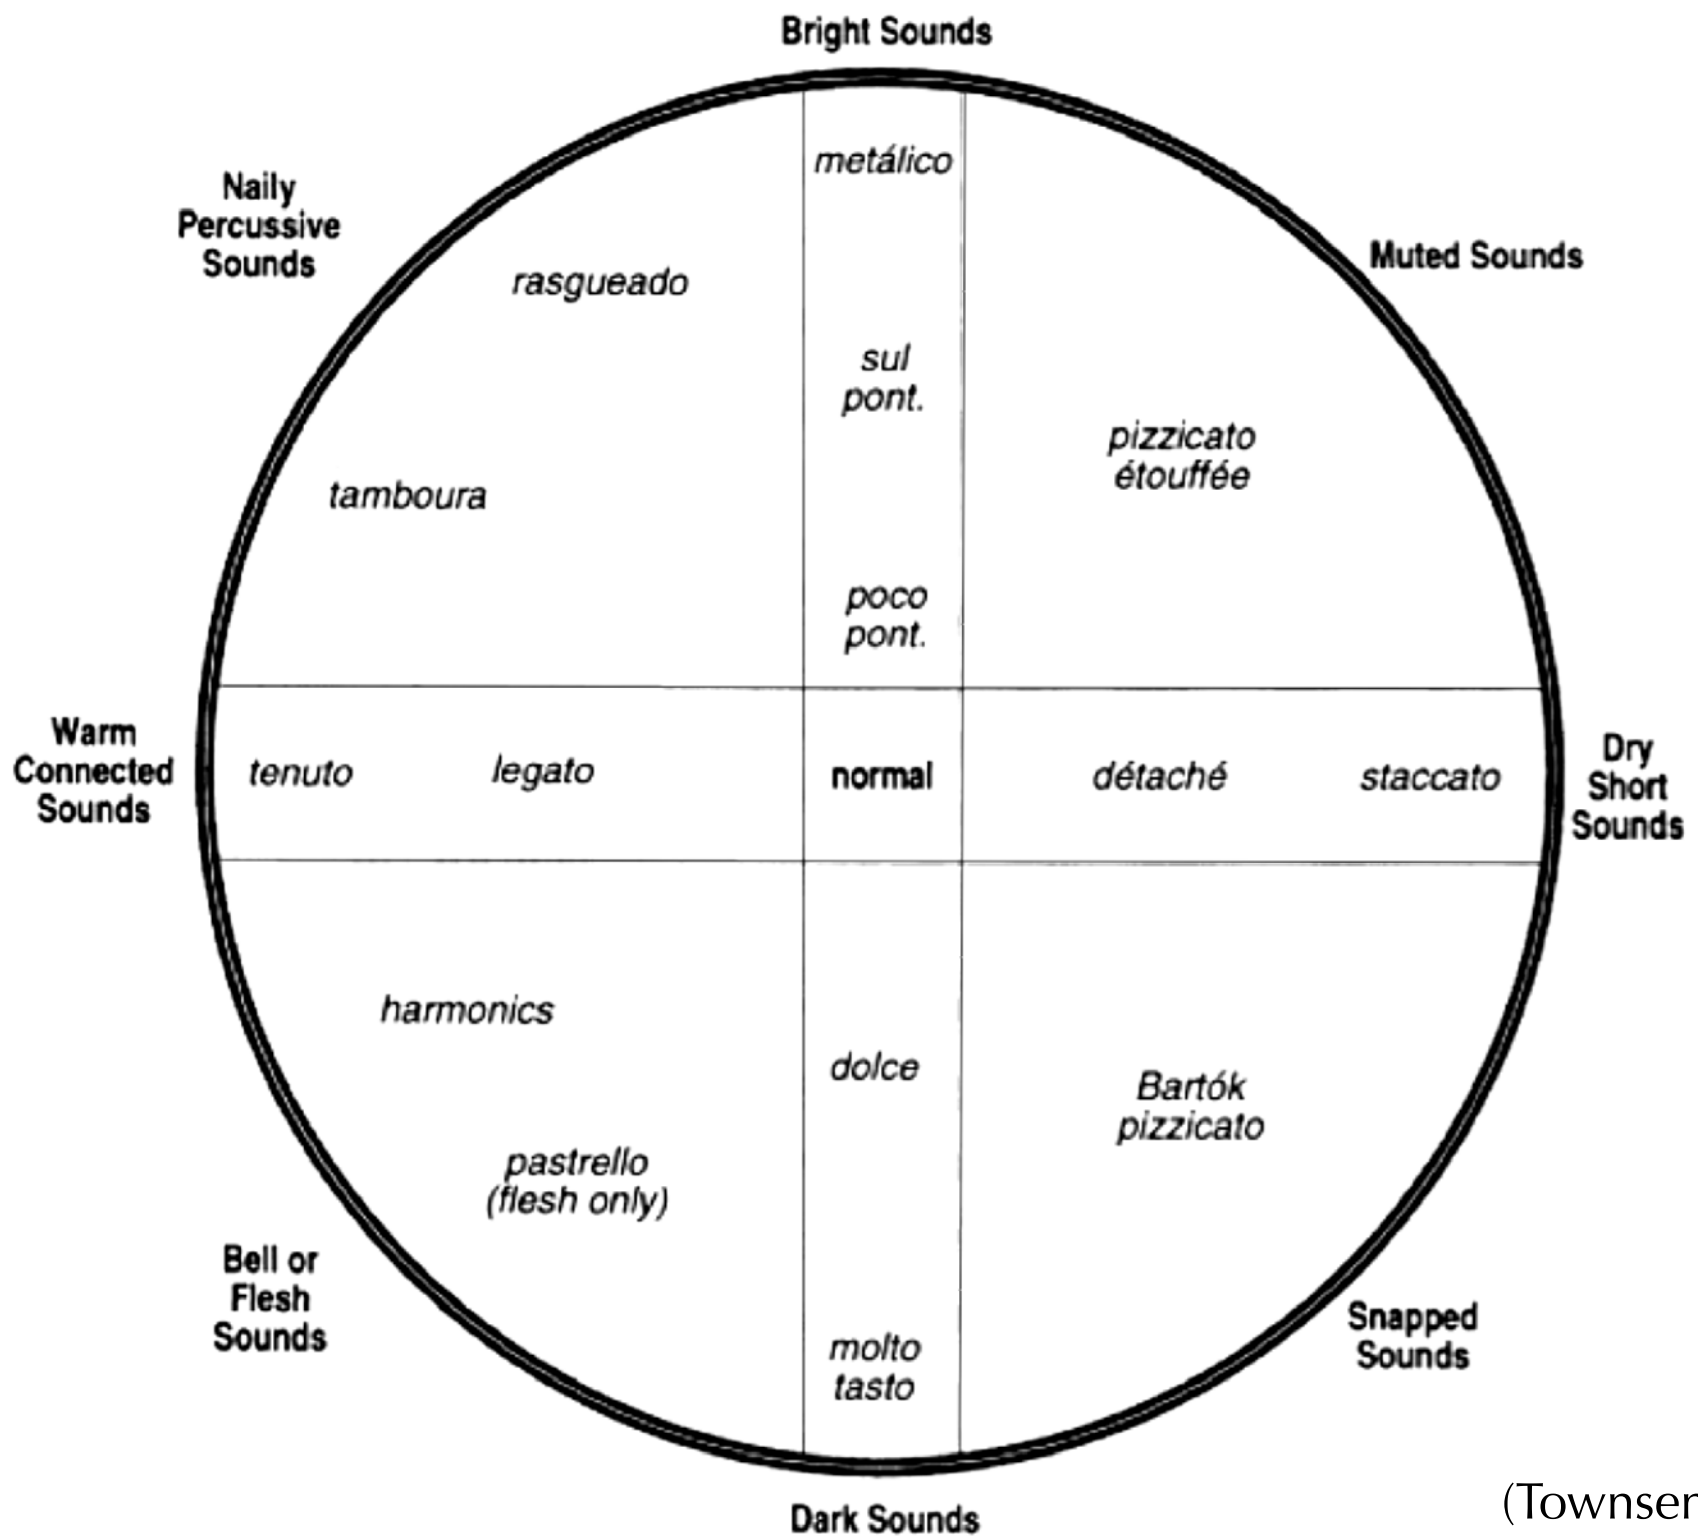 Bright Sounds
metálico
Naily
Percussive
Sounds
rasgueado
Muted Sounds
sul
pont.
pizzicato
étouffée
tamboura
poco
pont.
Warm
Connected
Sounds
tenuto
legato
normal
détaché
staccato
Dry
Short
Sounds
harmonics
dolce
Bartók
pizzicato
pastrello
(flesh only)
Bell or
Flesh
Sounds
Snapped
Sounds
molto
tasto
Dark Sounds
(Townser